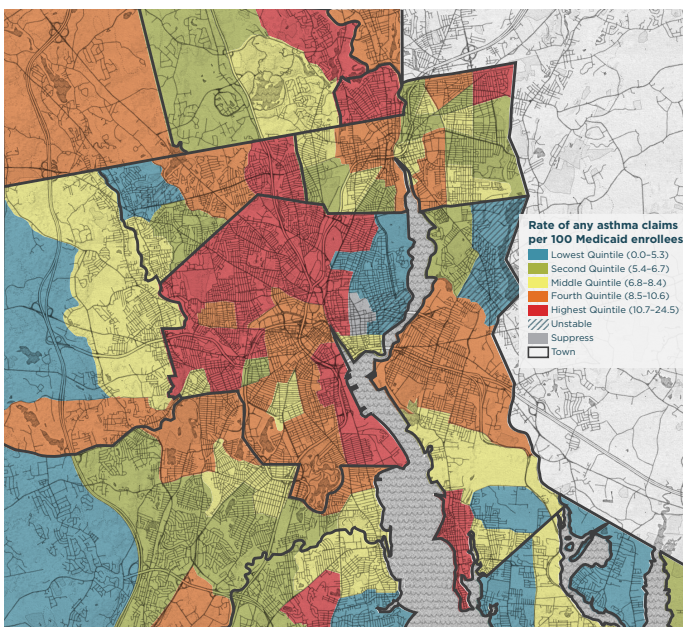 Rate of any asthma claims
per 100 Medicaid enrollees
Lowest Quintile (0.0–5.3)
Second Quintile (5.4–6.7)
Middle Quintile (6.8–8.4)
Fourth Quintile (8.5–10.6)
Highest Quintile (10.7–24.5)
Unstable
Suppress
Town